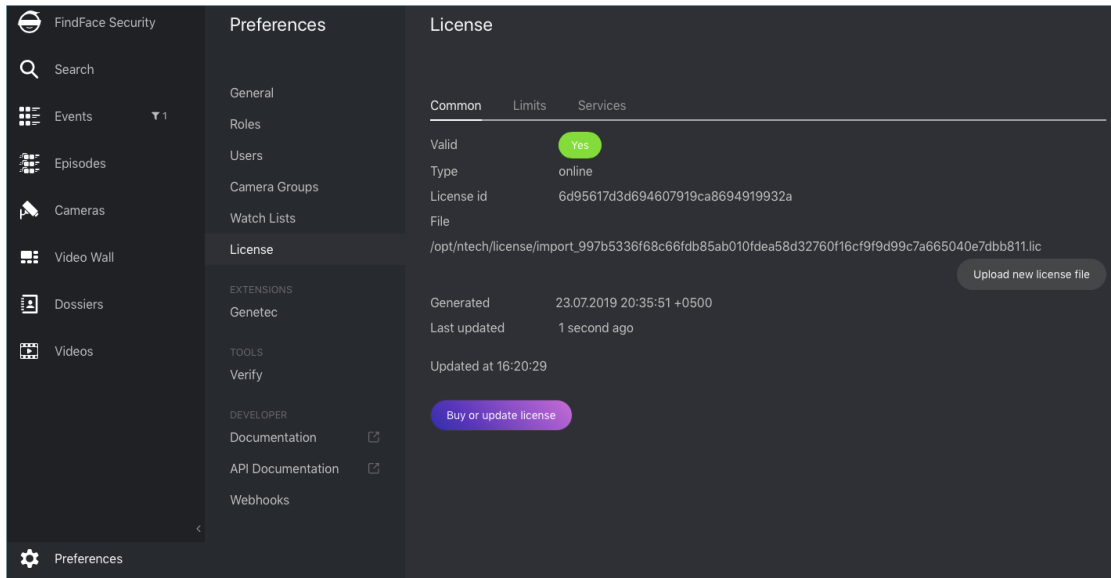 FindFace Security
Search
Events 1
Episodes
Cameras
Video Wall
Dossiers
Videos
Preferences
Preferences
General
Roles
Users
Camera Groups
Watch Lists
License
EXTENSIONS
Genetec
TOOLS
Verify
DEVELOPER
Documentation
API Documentation
Webhooks
License
Common Limits Services
Valid Yes
Type online
License id 6d95617d3d694607919ca8694919932a
File
/opt/ntech/license/import_997b5336f68c66fdb85ab010fdea58d32760f16cf9f9d99c7a665040e7dbb811.lic
Upload new license file
Generated 23.07.2019 20:35:51 +0500
Last updated 1 second ago
Updated at 16:20:29
Buy or update license